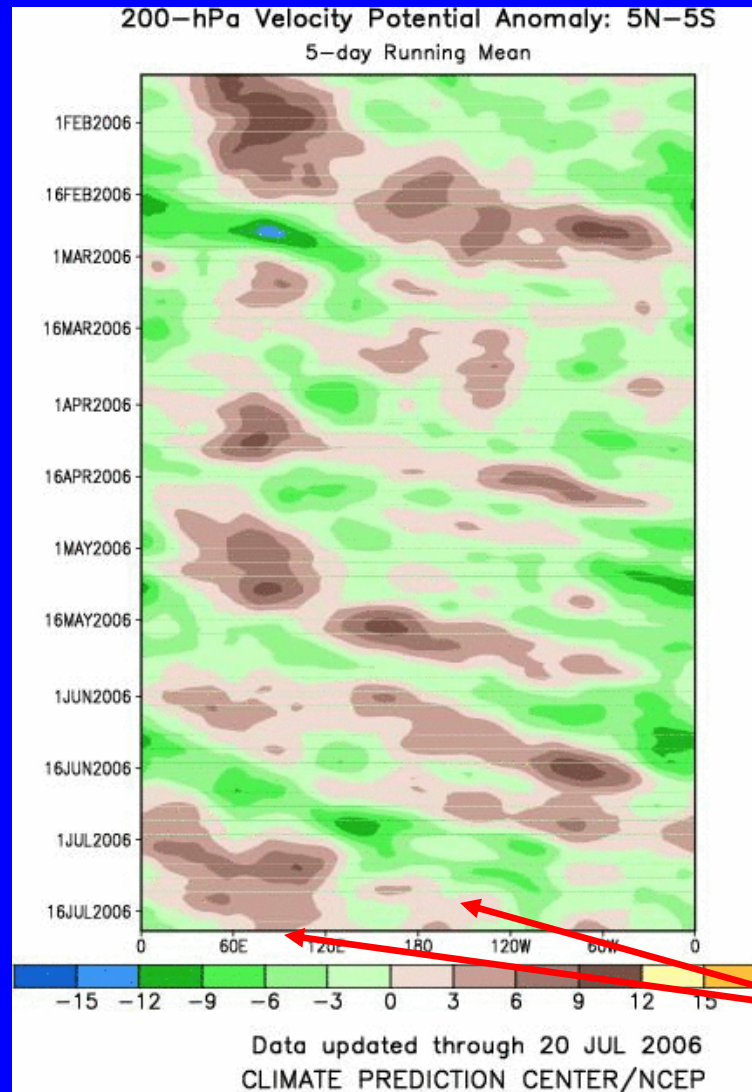 200-hPa Velocity Potential Anomaly: 5N-5S
5-day Running Mean
1FEB2006
16FEB2006
1MAR2006
16MAR2006
1APR2006
16APR2006
1MAY2006
16MAY2006
1JUN2006
16JUN2006
1JUL2006
16JUL2006
0 60E 120E 180 120W 60W 0
-15 -12 -9 -6 -3 0 3 6 9 12 15
Data updated through 20 JUL 2006
CLIMATE PREDICTION CENTER/NCEP